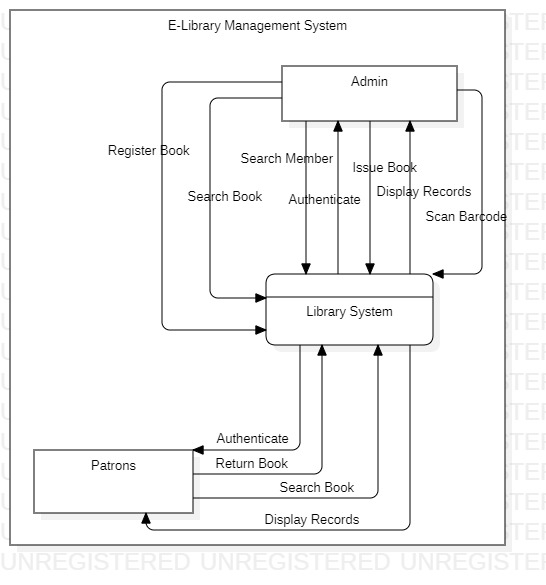 E-Library Management System
Admin
Register Book
Search Member
Issue Book
Display Records
Search Book
Authenticate
Scan Barcode
Library System
Authenticate
Patrons
Return Book
Search Book
Display Records
UNREGISTERED UNREGISTERED UNREGISTERED